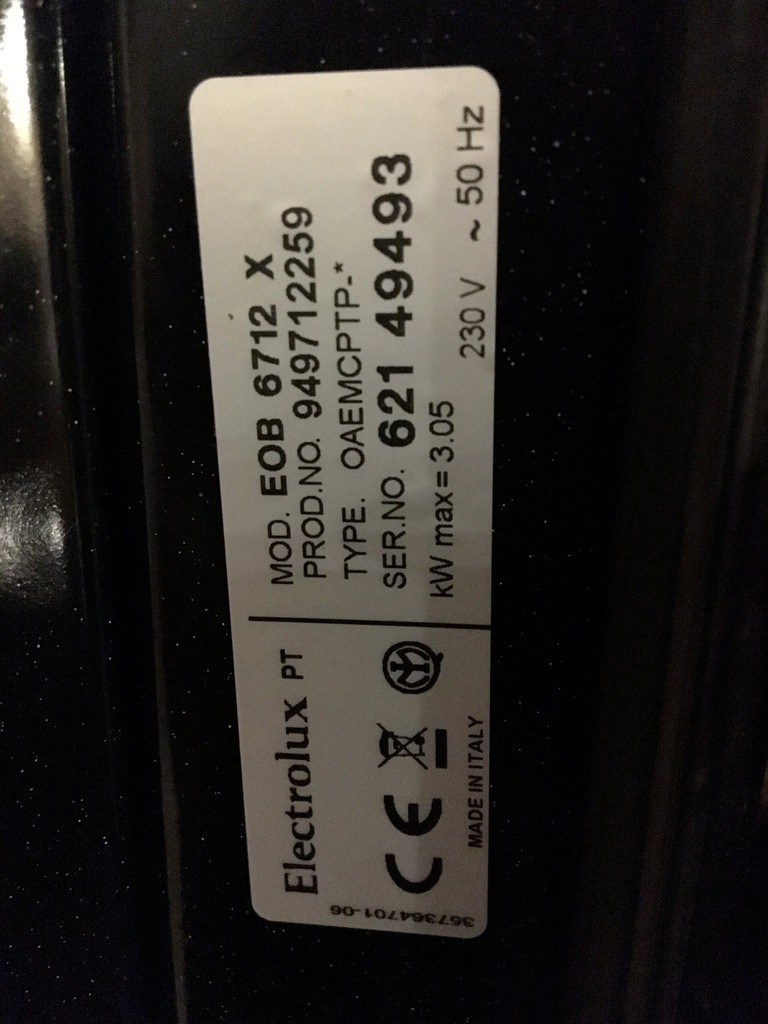 Electrolux PT
CE
MADE IN ITALY
367364701-06
MOD. EOB 6712 X
PROD.NO. 949712259
TYPE. OAEMCPTP-*
SER.NO. 621 49493
kW max = 3.05
230 V ~ 50 Hz